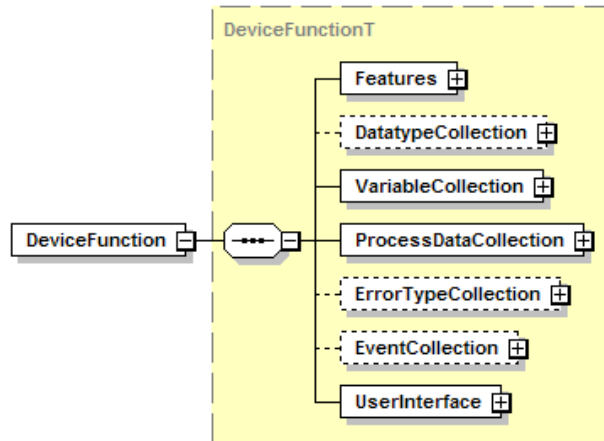 DeviceFunctionT
Features
DatatypeCollection
VariableCollection
DeviceFunction
ProcessDataCollection
ErrorTypeCollection
EventCollection
UserInterface